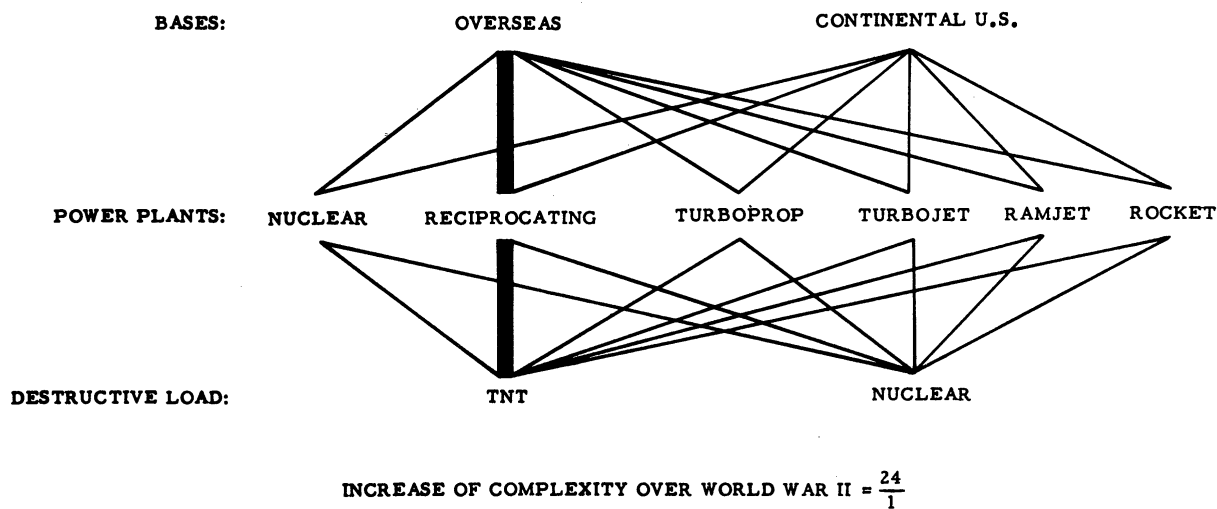 BASES: OVERSEAS CONTINENTAL U.S.
POWER PLANTS: NUCLEAR RECIPROCATING TURBOPROP TURBOJET RAMJET ROCKET
DESTRUCTIVE LOAD: TNT NUCLEAR
INCREASE OF COMPLEXITY OVER WORLD WAR II = 24/1